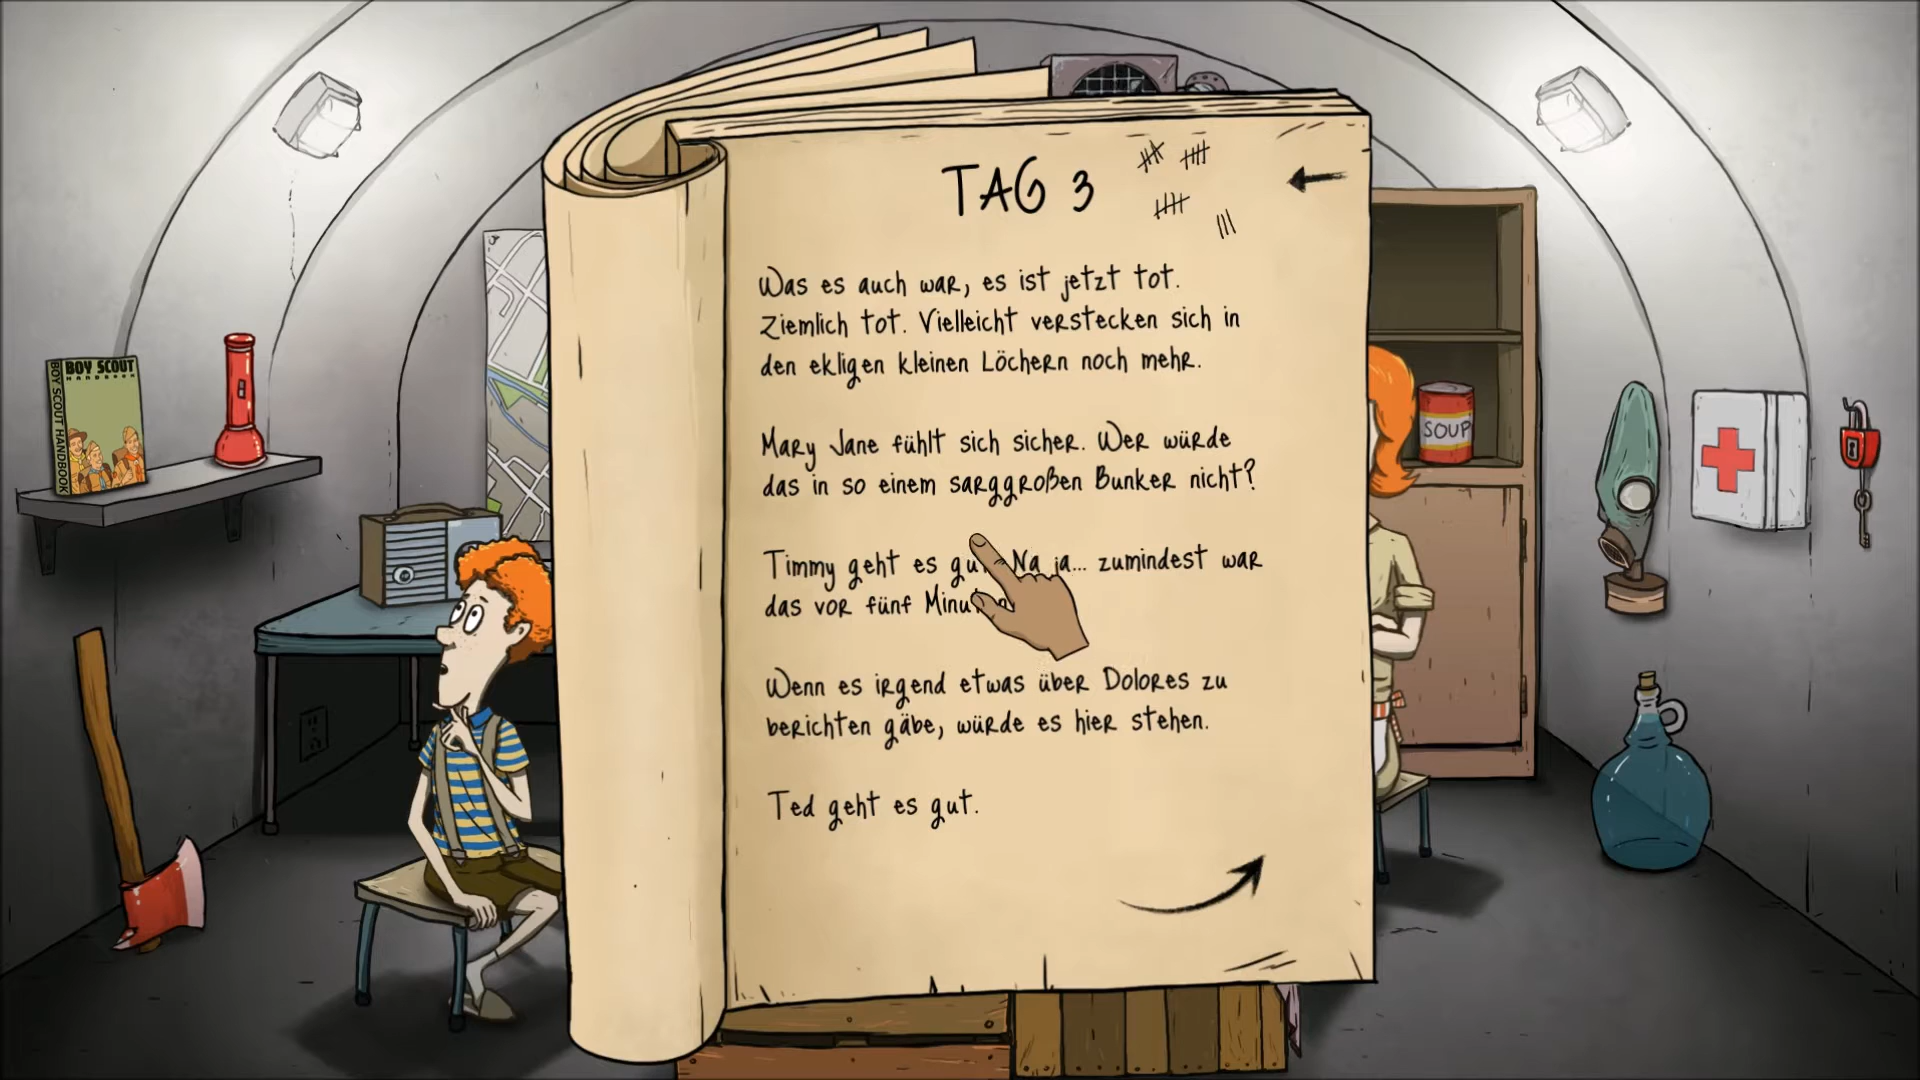 TAG 3
Was es auch war, es ist jetzt tot.
Ziemlich tot. Vielleicht verstecken sich in
den ekligen kleinen Löchern noch mehr.
Mary Jane fühlt sich sicher. Wer würde
das in so einem sarggroßen Bunker nicht?
Timmy geht es Na ja... zumindest war
das vor fünf
Wenn es irgend etwas über Dolores zu
berichten gäbe, würde es hier stehen.
Ted geht es gut.
BOY SCOUT
HANDBOOK
BOY SCOUT HANDBOOK
SOUP